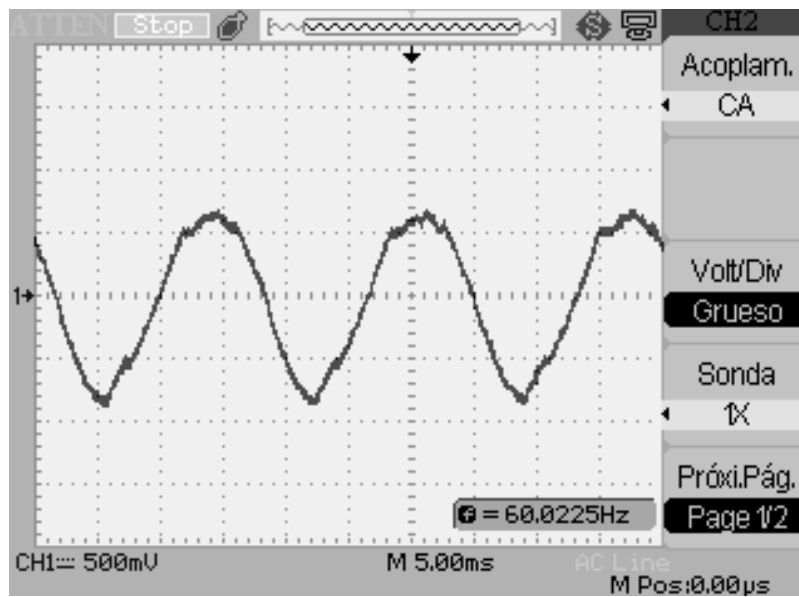 ATTEN Stop CH2
Acoplam.
CA
Volt/Div
Grueso
Sonda
1X
Próxi.Pág.
Page 1/2
1
f = 60.0225Hz
CH1 500mV M 5.00ms AC Line
M Pos:0.00µs